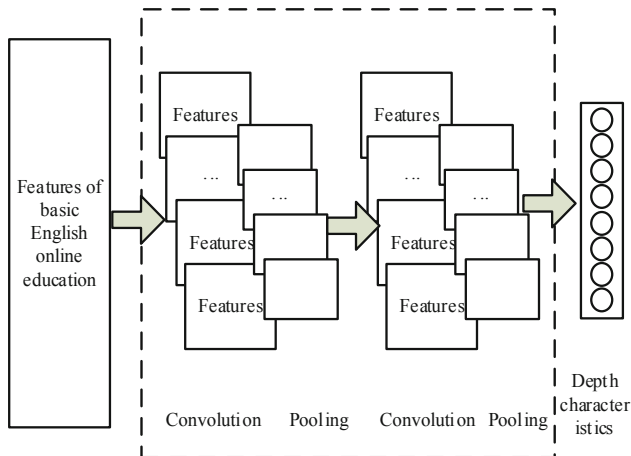 Features of
basic
English
online
education
Features
...
...
Features
Features
Features
...
...
Features
Features
Convolution
Pooling
Convolution
Pooling
Depth
character
istics